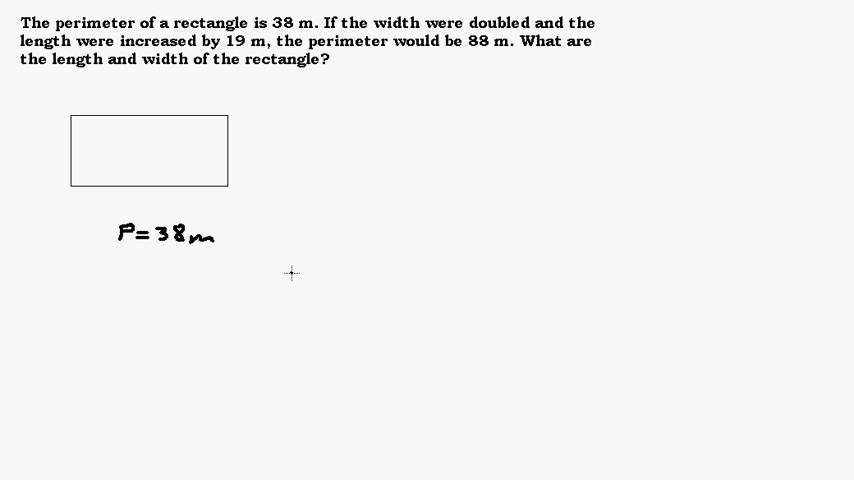 The perimeter of a rectangle is 38 m. If the width were doubled and the
length were increased by 19 m, the perimeter would be 88 m. What are
the length and width of the rectangle?
P=38m